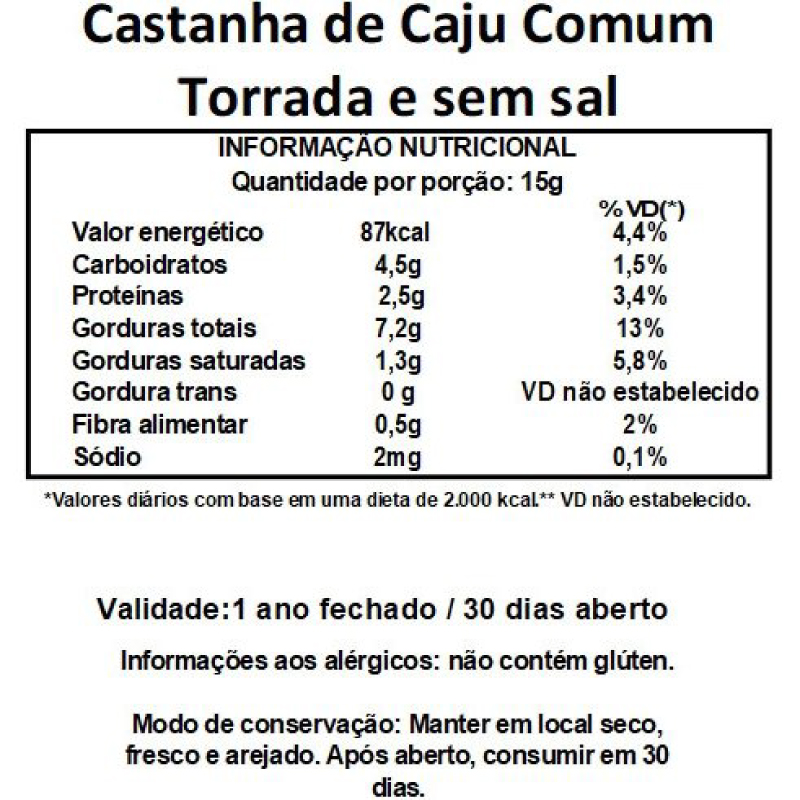 Castanha de Caju Comum
Torrada e sem sal
INFORMAÇÃO NUTRICIONAL
Quantidade por porção: 15g
% VD(*)
Valor energético 87kcal 4,4%
Carboidratos 4,5g 1,5%
Proteínas 2,5g 3,4%
Gorduras totais 7,2g 13%
Gorduras saturadas 1,3g 5,8%
Gordura trans 0 g VD não estabelecido
Fibra alimentar 0,5g 2%
Sódio 2mg 0,1%
*Valores diários com base em uma dieta de 2.000 kcal.** VD não estabelecido.
Validade:1 ano fechado / 30 dias aberto
Informações aos alérgicos: não contém glúten.
Modo de conservação: Manter em local seco,
fresco e arejado. Após aberto, consumir em 30
dias.